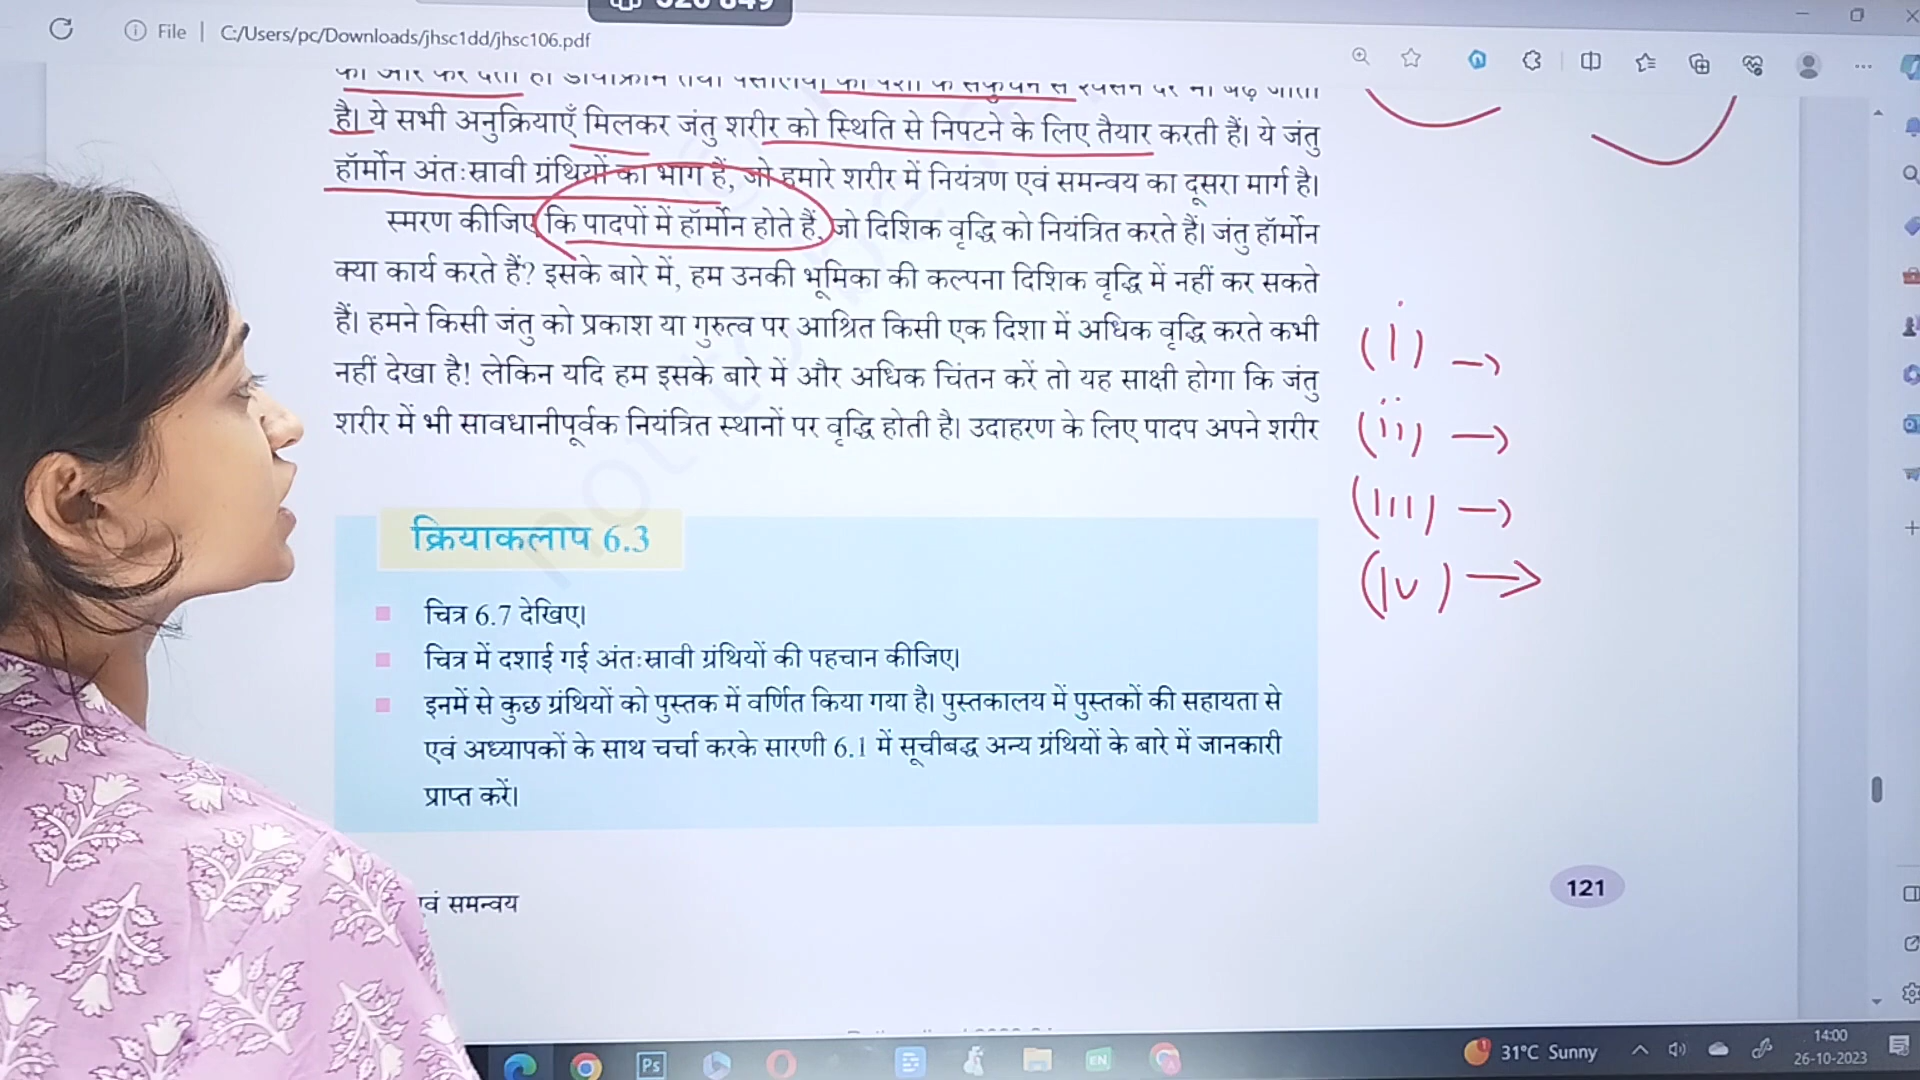 File | C:/Users/pc/Downloads/jhsc1dd/jhsc106.pdf
है। ये सभी अनुक्रियाएँ मिलकर जंतु शरीर को स्थिति से निपटने के लिए तैयार करती हैं। ये जंतु
हॉर्मोन अंतःस्रावी ग्रंथियों का भाग हैं, जो हमारे शरीर में नियंत्रण एवं समन्वय का दूसरा मार्ग है।
स्मरण कीजिए कि पादपों में हॉर्मोन होते हैं, जो दिशिक वृद्धि को नियंत्रित करते हैं। जंतु हॉर्मोन
क्या कार्य करते हैं? इसके बारे में, हम उनकी भूमिका की कल्पना दिशिक वृद्धि में नहीं कर सकते
हैं। हमने किसी जंतु को प्रकाश या गुरुत्व पर आश्रित किसी एक दिशा में अधिक वृद्धि करते कभी
नहीं देखा है! लेकिन यदि हम इसके बारे में और अधिक चिंतन करें तो यह साक्षी होगा कि जंतु
शरीर में भी सावधानीपूर्वक नियंत्रित स्थानों पर वृद्धि होती है। उदाहरण के लिए पादप अपने शरीर
(i) →
(ii) →
(iii) →
(iv) →
क्रियाकलाप 6.3
चित्र 6.7 देखिए।
चित्र में दर्शाई गई अंतःस्रावी ग्रंथियों की पहचान कीजिए।
इनमें से कुछ ग्रंथियों को पुस्तक में वर्णित किया गया है। पुस्तकालय में पुस्तकों की सहायता से
एवं अध्यापकों के साथ चर्चा करके सारणी 6.1 में सूचीबद्ध अन्य ग्रंथियों के बारे में जानकारी
प्राप्त करें।
121
एवं समन्वय
Ps
EN
31°C Sunny
14:00
26-10-2023